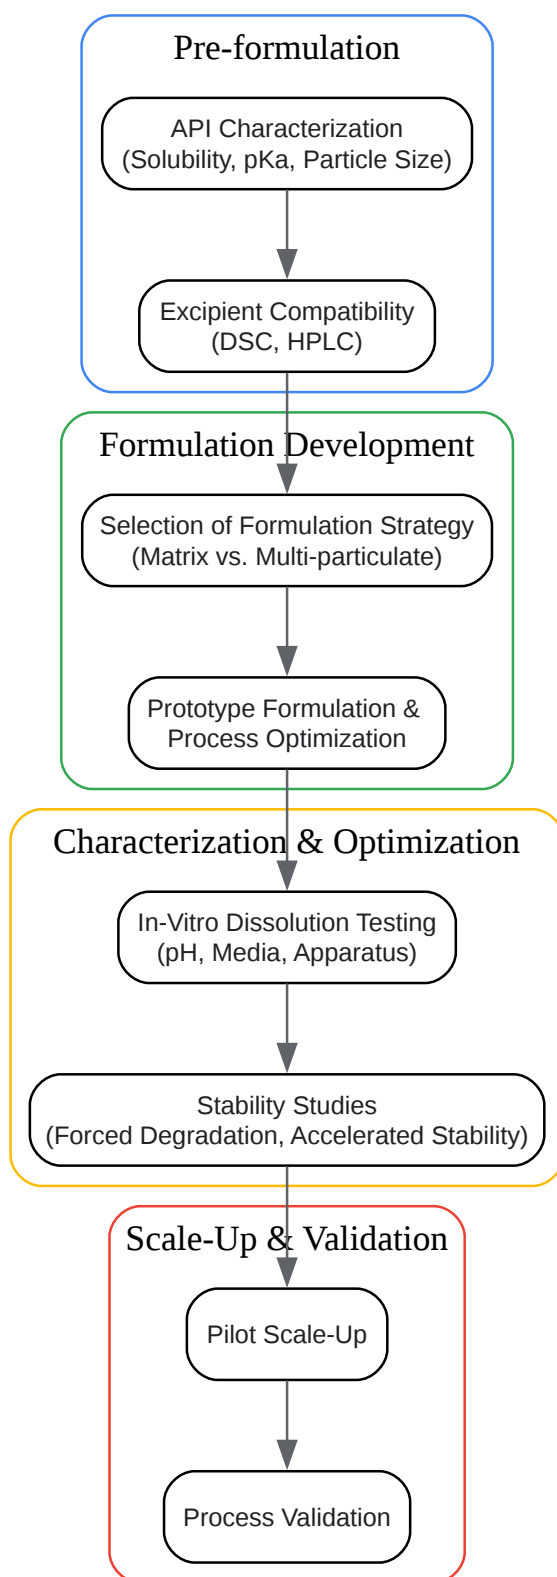 Pre-formulation
API Characterization
(Solubility, pKa, Particle Size)
Excipient Compatibility
(DSC, HPLC)
Formulation Development
Selection of Formulation Strategy
(Matrix vs. Multi-particulate)
Prototype Formulation &
Process Optimization
Characterization & Optimization
In-Vitro Dissolution Testing
(pH, Media, Apparatus)
Stability Studies
(Forced Degradation, Accelerated Stability)
Scale-Up & Validation
Pilot Scale-Up
Process Validation